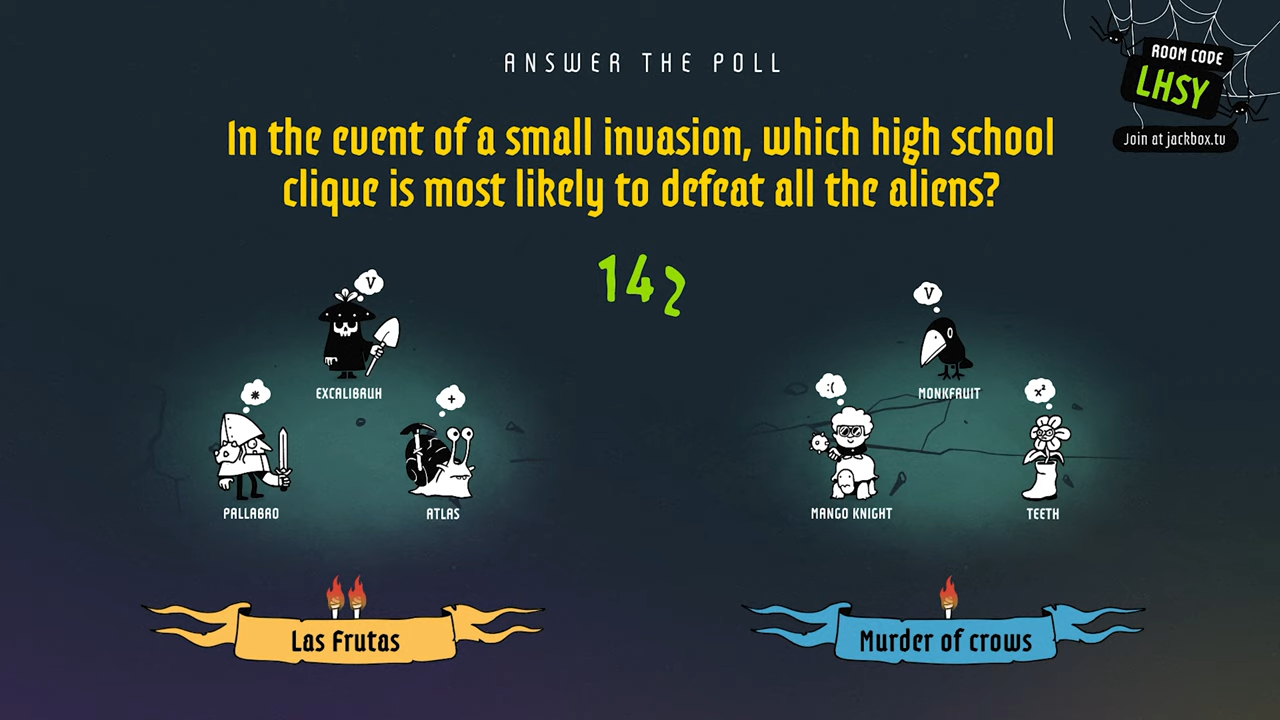 ANSWER THE POLL
ROOM CODE
LHSY
Join at jackbox.tv
In the event of a small invasion, which high school
clique is most likely to defeat all the aliens?
142
V
EXCALIBRUH
*
PALLABRO
+
ATLAS
V
MONKFRUIT
:(
MANGO KNIGHT
x²
TEETH
Las Frutas
Murder of crows